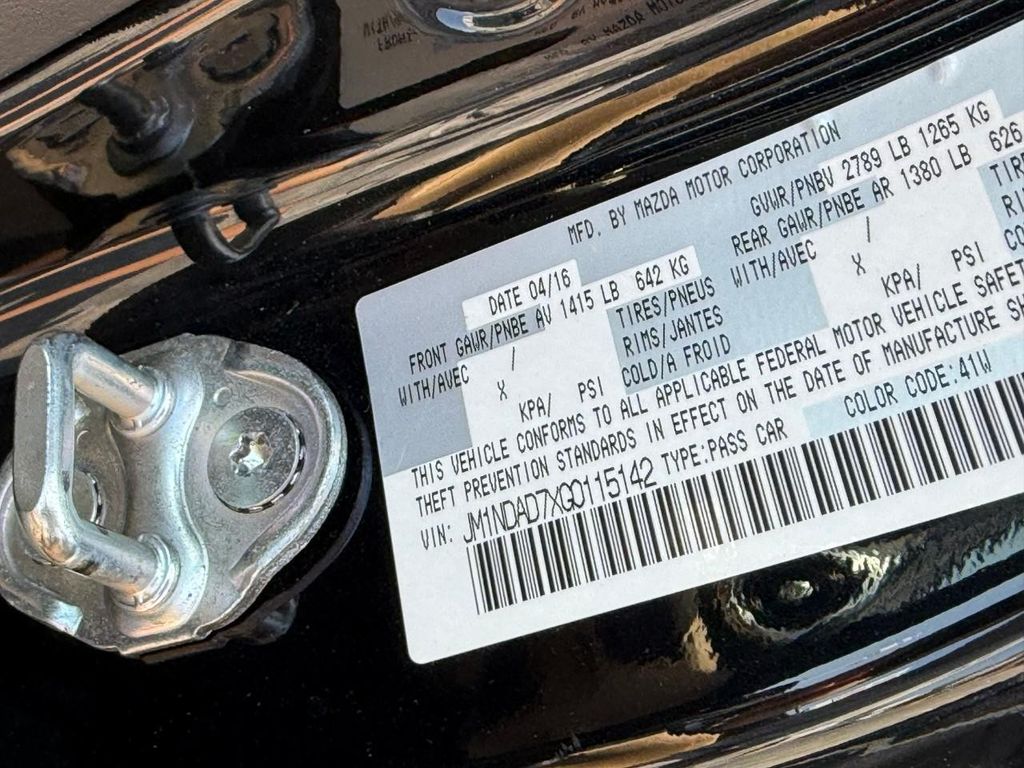 MFD. BY MAZDA MOTOR CORPORATION
DATE 04/16
GVWR/PNBV 2789 LB 1265 KG
FRONT GAWR/PNBE AV 1415 LB 642 KG
REAR GAWR/PNBE AR 1380 LB 626
WITH/AVEC / TIRES/PNEUS
WITH/AVEC / TIRE
X RIMS/JANTES
X RI
KPA/ PSI COLD/A FROID
KPA/ PSI CO
THIS VEHICLE CONFORMS TO ALL APPLICABLE FEDERAL MOTOR VEHICLE SAFET
THEFT PREVENTION STANDARDS IN EFFECT ON THE DATE OF MANUFACTURE SH
VIN: JM1NDAD7XG0115142 TYPE:PASS CAR
COLOR CODE:41W